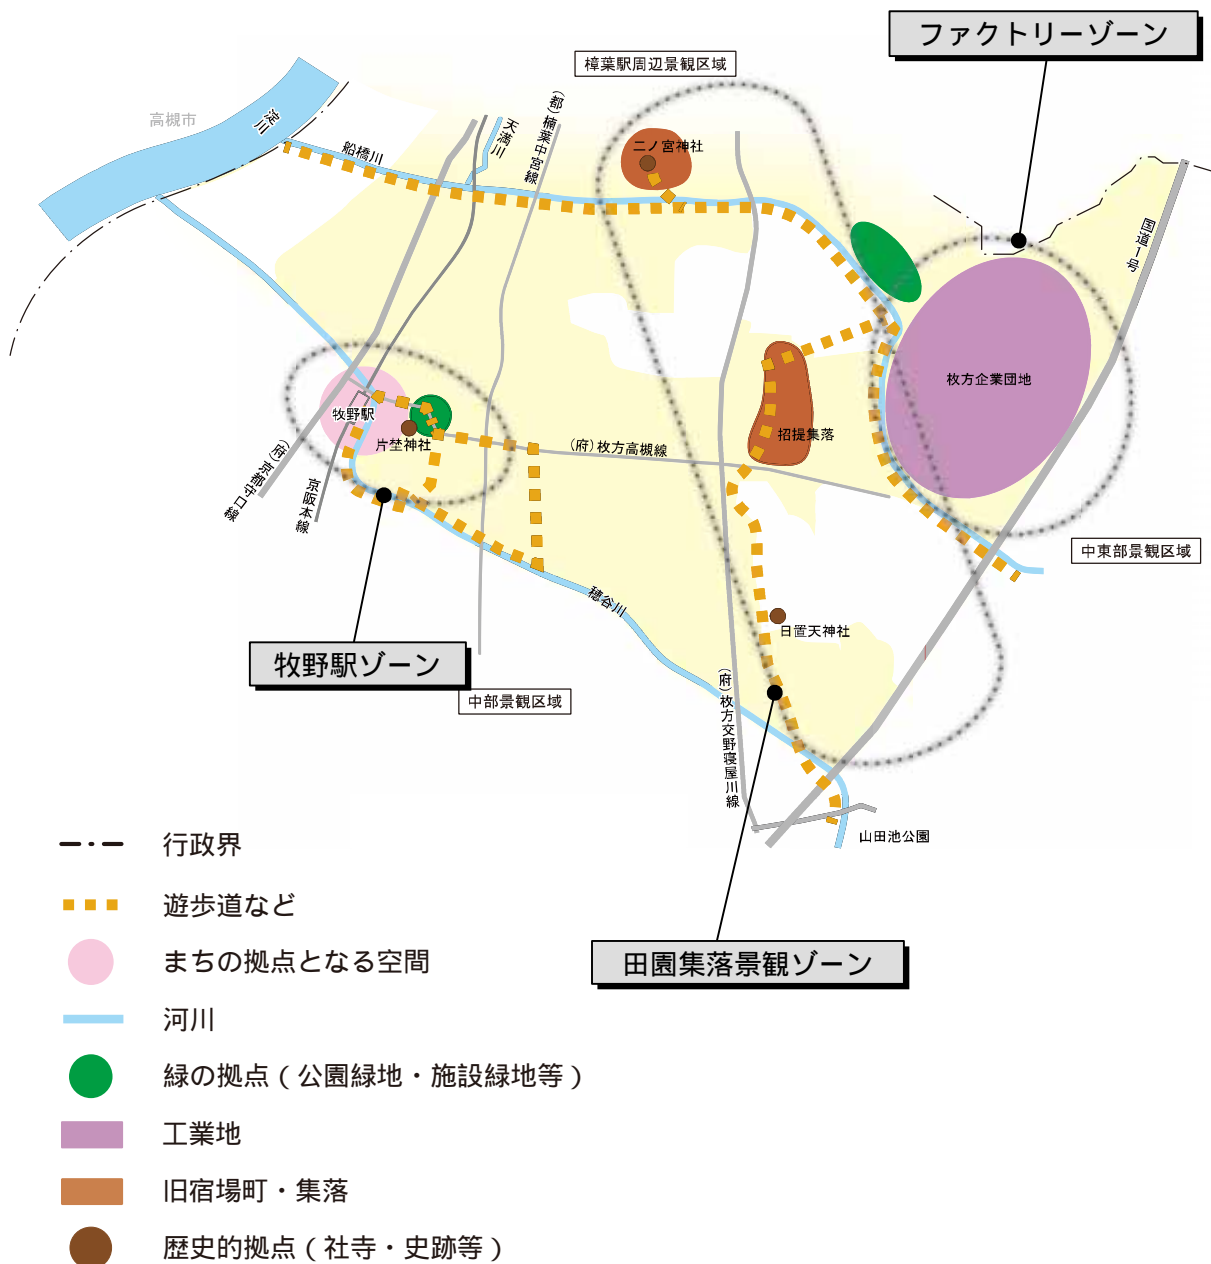 ファクトリーゾーン
樟葉駅周辺景観区域
高槻市
淀川
船橋川
天満川
(都)楠葉中宮線
二ノ宮神社
国道1号
枚方企業団地
牧野駅
片埜神社
招提集落
(府)枚方高槻線
(府)京都守口線
京阪本線
中東部景観区域
穂谷川
日置天神社
牧野駅ゾーン
中部景観区域
(府)枚方交野寝屋川線
山田池公園
田園集落景観ゾーン
行政界
遊歩道など
まちの拠点となる空間
河川
緑の拠点(公園緑地・施設緑地等)
工業地
旧宿場町・集落
歴史的拠点(社寺・史跡等)